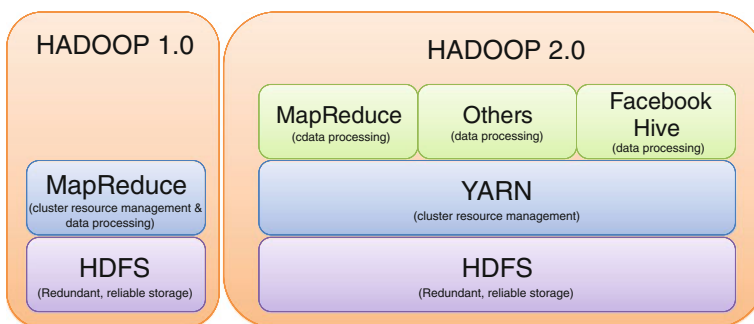 HADOOP 1.0
MapReduce
(cluster resource management &
data processing)
HDFS
(Redundant, reliable storage)
HADOOP 2.0
MapReduce
(cdata processing)
Others
(data processing)
Facebook
Hive
(data processing)
YARN
(cluster resource management)
HDFS
(Redundant, reliable storage)